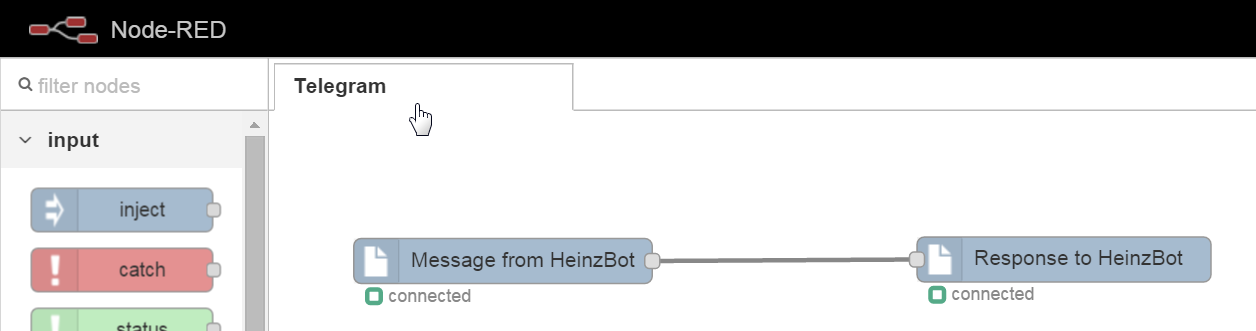 Node-RED
filter nodes
Telegram
input
inject
catch
status
Message from HeinzBot
connected
Response to HeinzBot
connected